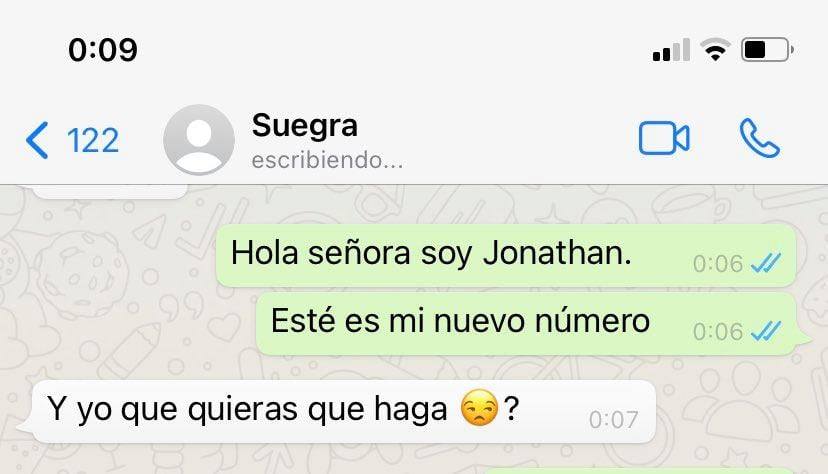 0:09
122
Suegra
escribiendo...
Hola señora soy Jonathan.
0:06
Esté es mi nuevo número
0:06
Y yo que quieras que haga 😒?
0:07